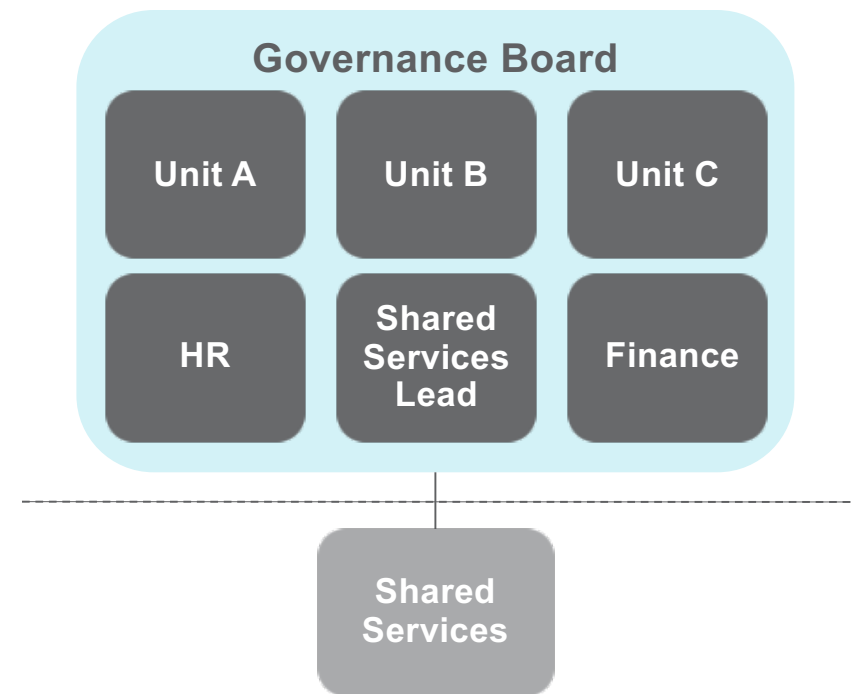 Governance Board
Unit A
Unit B
Unit C
HR
Shared
Services
Lead
Finance
Shared
Services